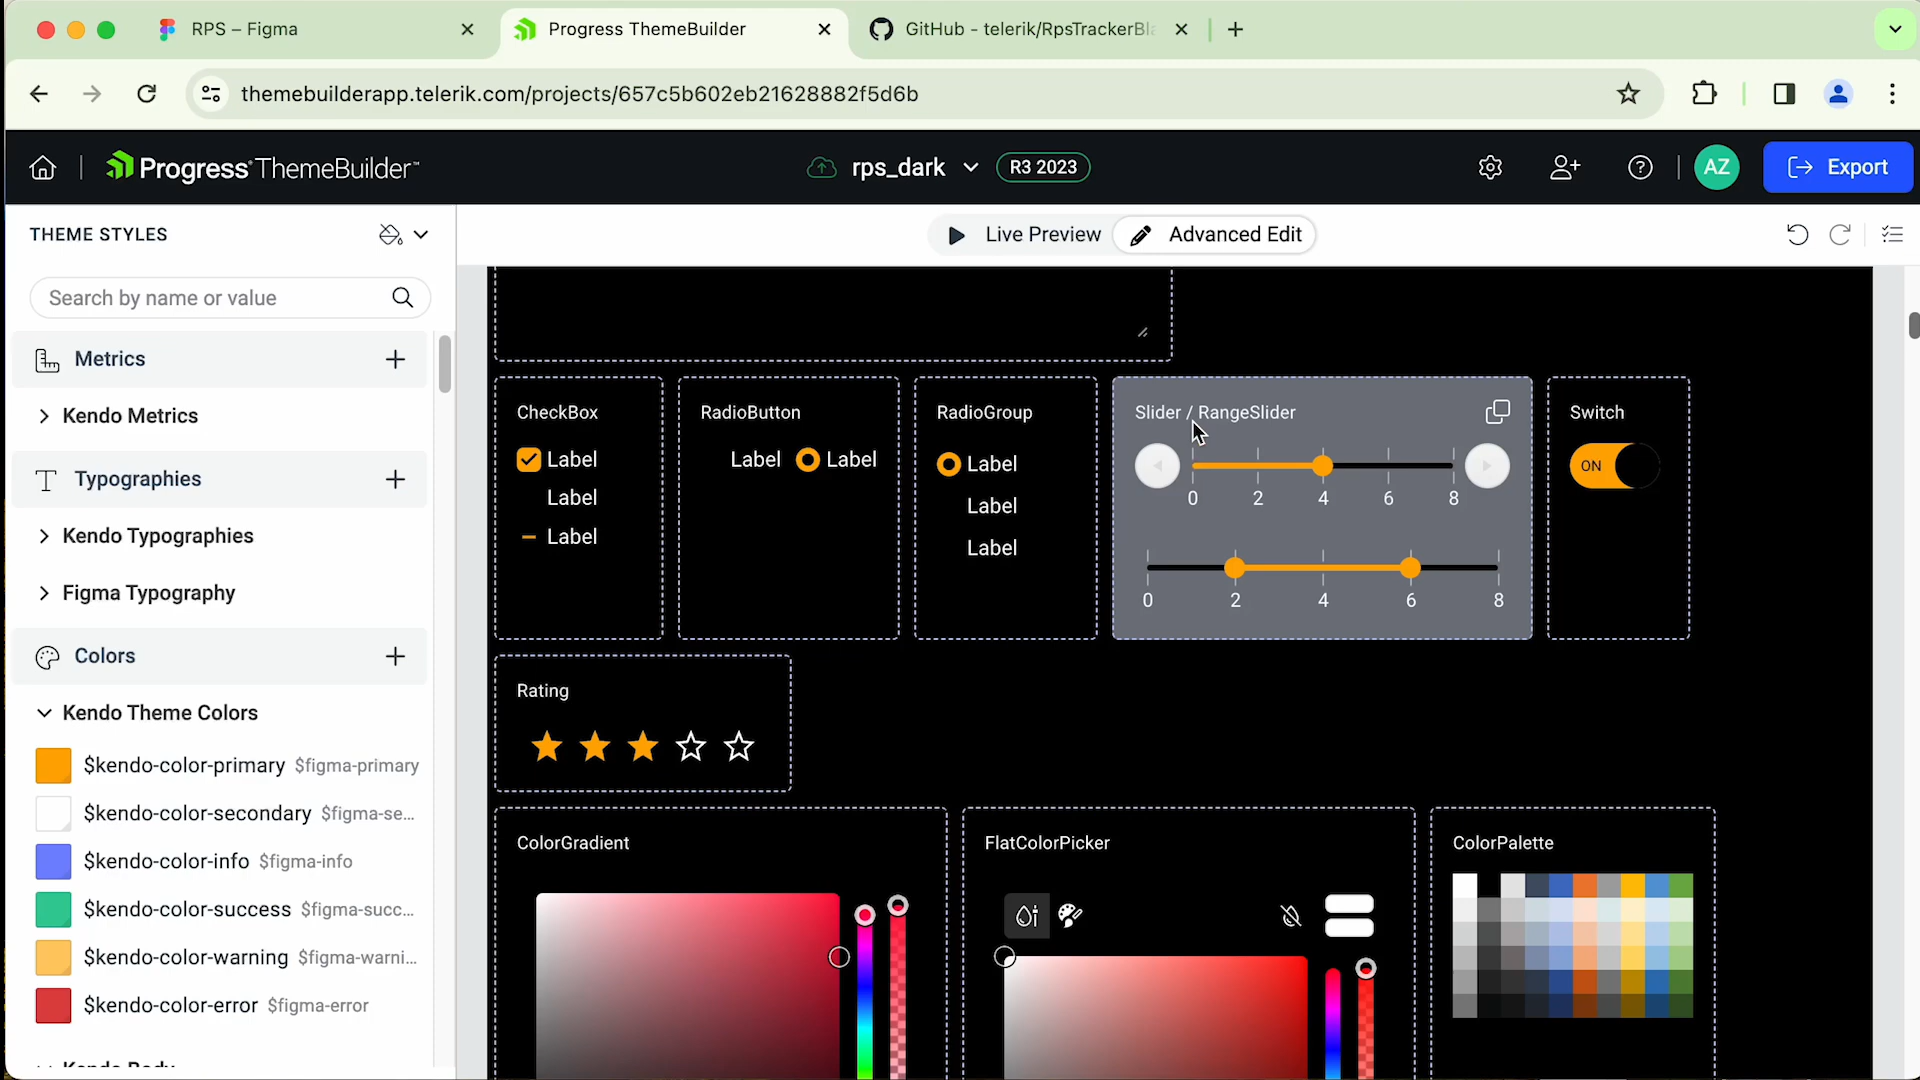 RPS – Figma
Progress ThemeBuilder
GitHub - telerik/RpsTrackerBla
themebuilderapp.telerik.com/projects/657c5b602eb21628882f5d6b
Progress ThemeBuilder™
rps_dark
R3 2023
AZ
Export
THEME STYLES
Live Preview
Advanced Edit
Search by name or value
Metrics
Kendo Metrics
Typographies
Kendo Typographies
Figma Typography
Colors
Kendo Theme Colors
$kendo-color-primary $figma-primary
$kendo-color-secondary $figma-se...
$kendo-color-info $figma-info
$kendo-color-success $figma-succ...
$kendo-color-warning $figma-warni...
$kendo-color-error $figma-error
Kendo Body
CheckBox
Label
Label
Label
RadioButton
Label Label
RadioGroup
Label
Label
Label
Slider / RangeSlider
0 2 4 6 8
0 2 4 6 8
Switch
ON
Rating
ColorGradient
FlatColorPicker
ColorPalette